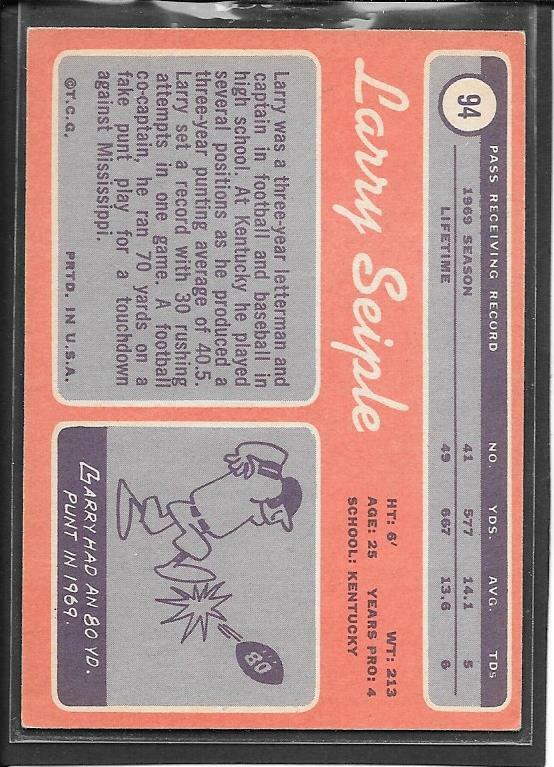 94
PASS RECEIVING RECORD NO. YDS. AVG. TDs
1969 SEASON 41 577 14.1 5
LIFETIME 49 667 13.6 6
Larry Seiple
HT: 6' WT: 213
AGE: 25 YEARS PRO: 4
SCHOOL: KENTUCKY
Larry was a three-year letterman and
captain in football and baseball in
high school. At Kentucky he played
several positions as he produced a
three-year punting average of 40.5.
Larry set a record with 30 rushing
attempts in one game. A football
co-captain, he ran 70 yards on a
fake punt play for a touchdown
against Mississippi.
©T.C.G. PRTD. IN U.S.A.
80
LARRY HAD AN 80 YD.
PUNT IN 1969.